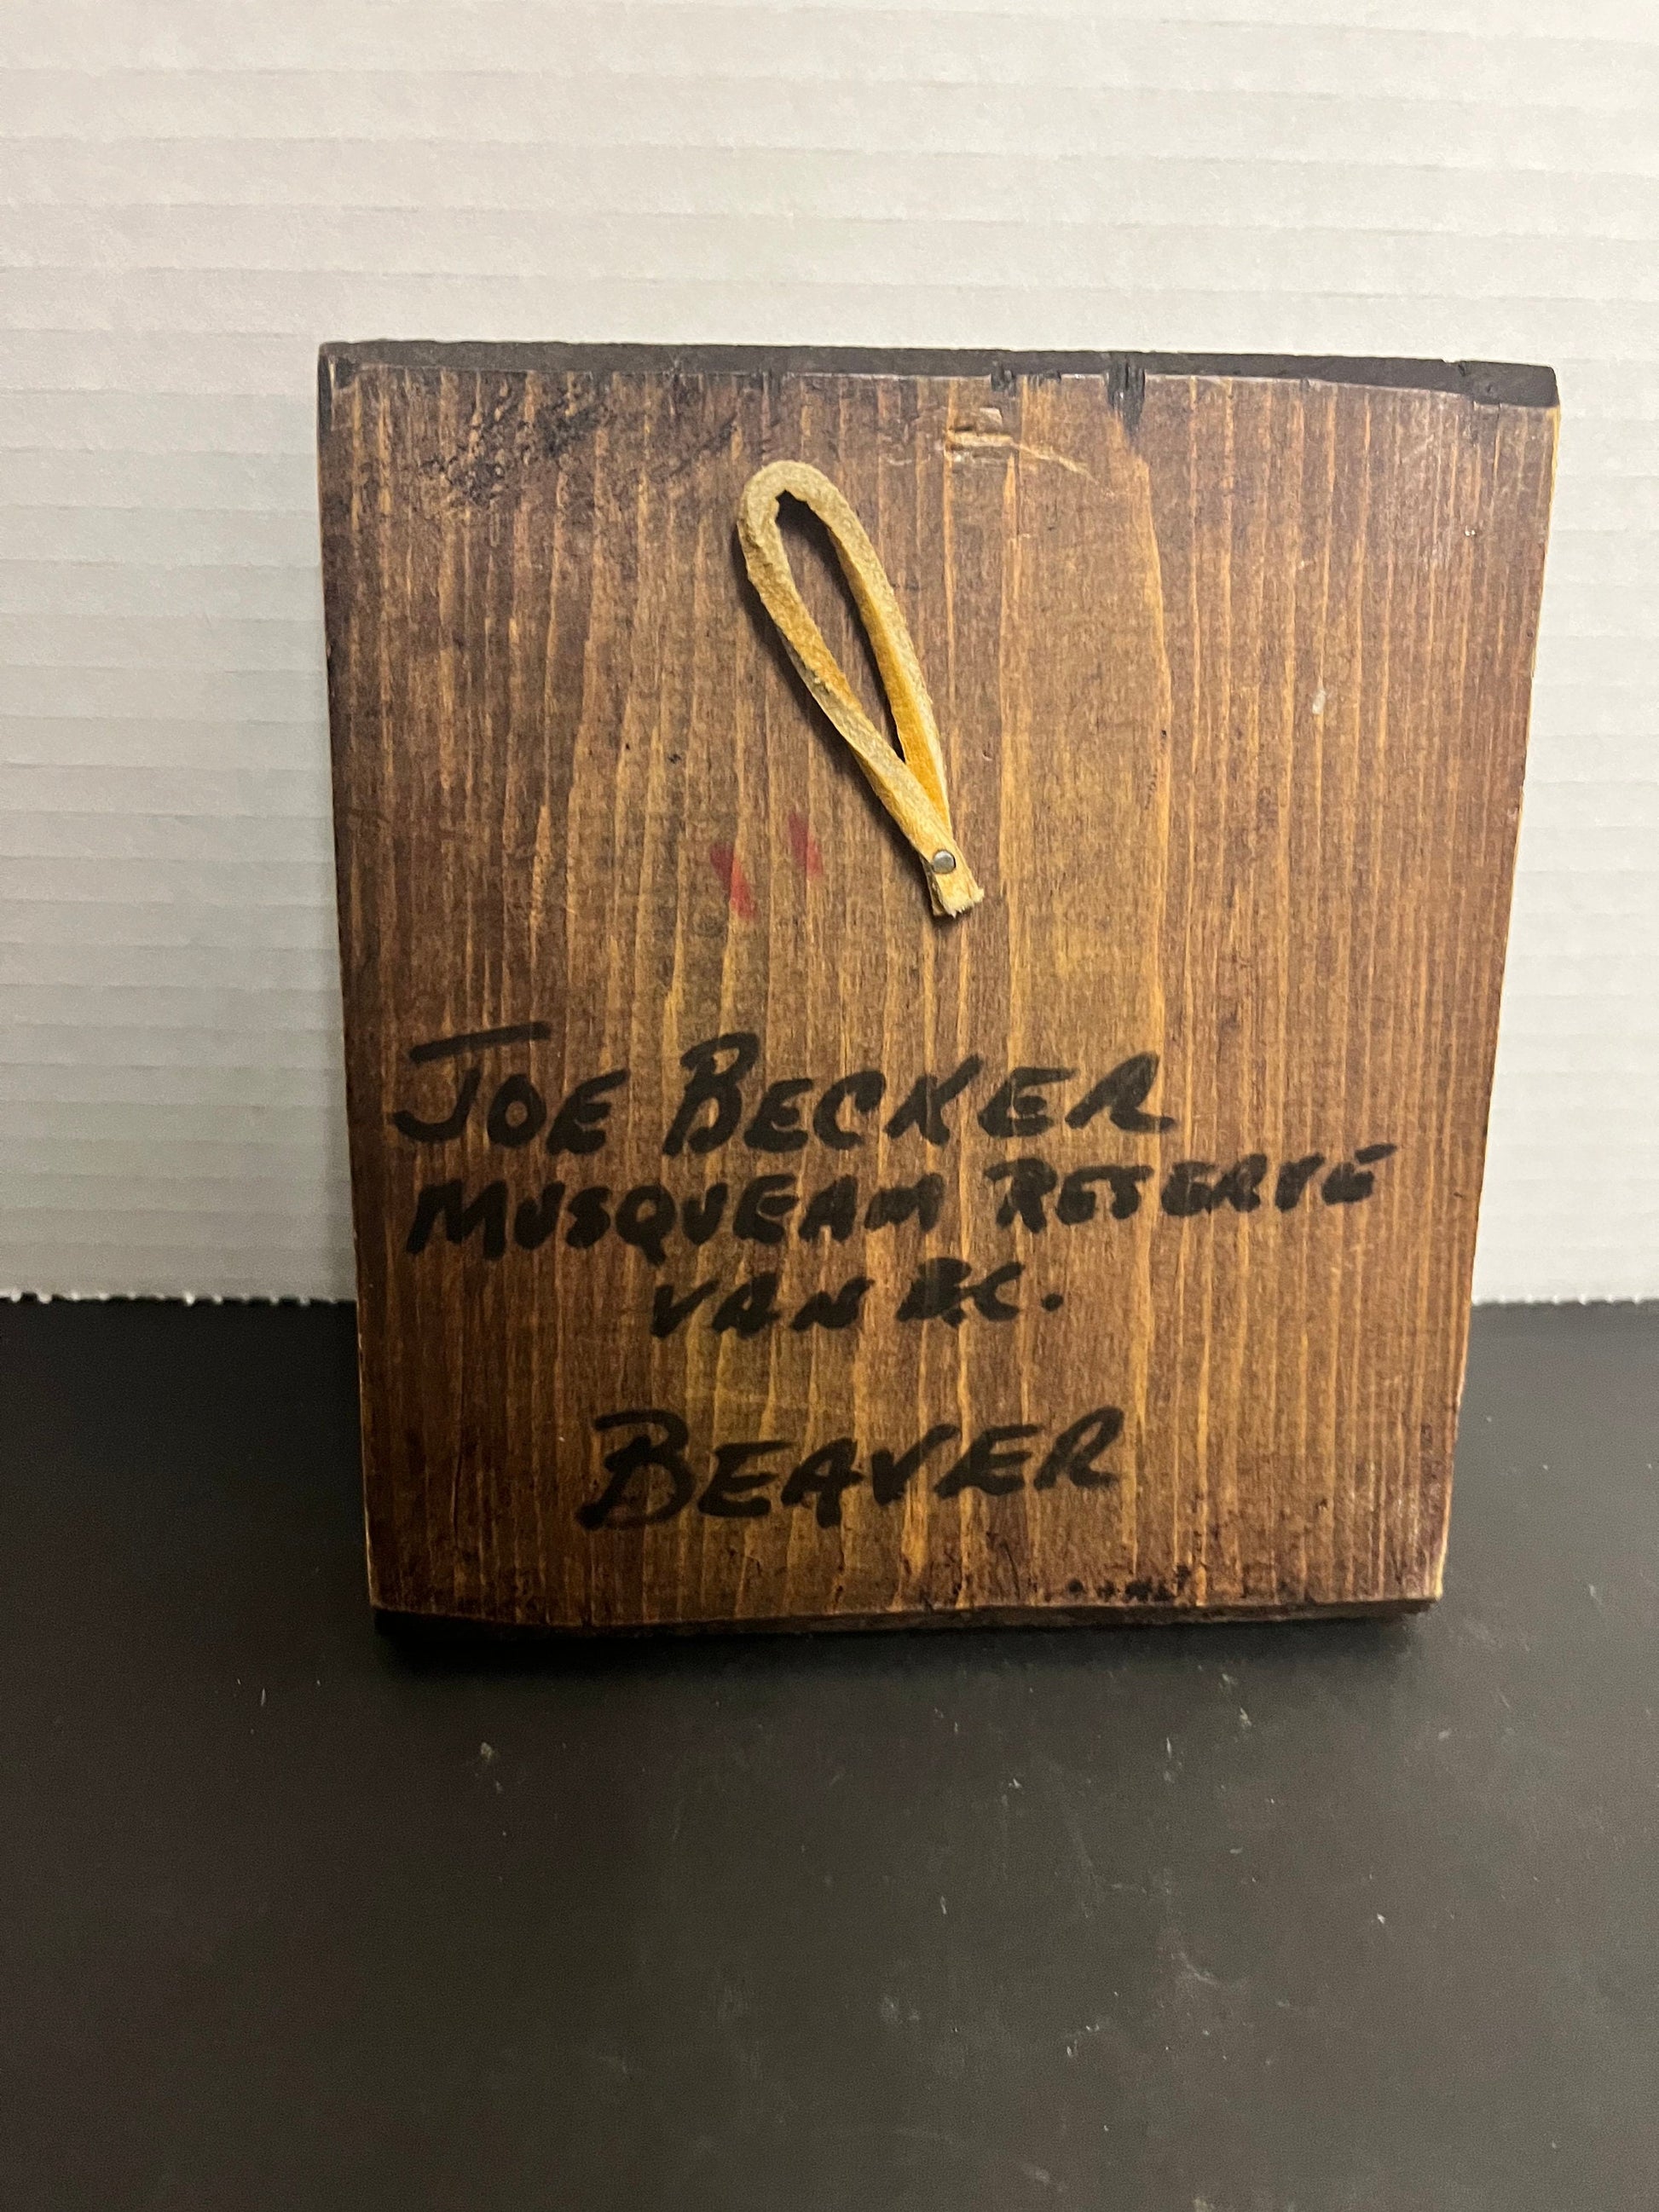 JOE BECKER
MUSQUEAM RESERVE
VAN B.C.
BEAVER